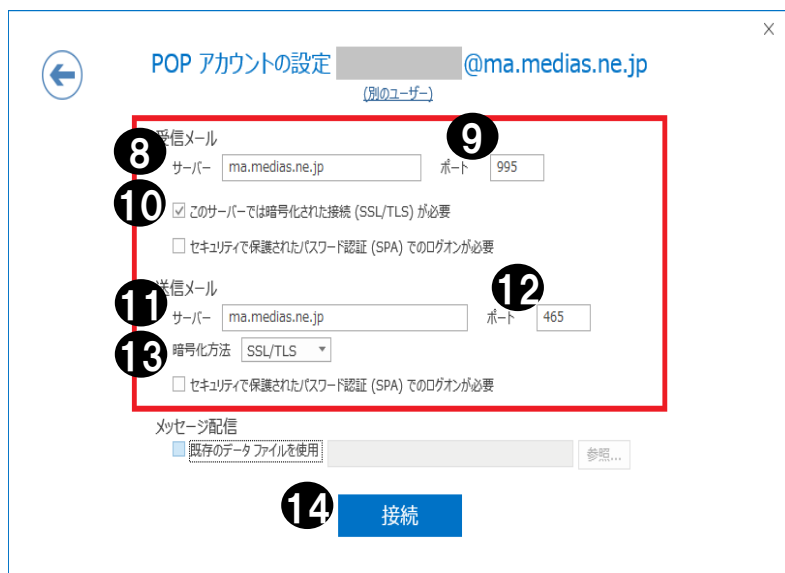 POP アカウントの設定 @ma.medias.ne.jp
(別のユーザー)
受信メール
8 サーバー ma.medias.ne.jp 9 ポート 995
10 このサーバーでは暗号化された接続 (SSL/TLS) が必要
セキュリティで保護されたパスワード認証 (SPA) でのログオンが必要
送信メール
11 サーバー ma.medias.ne.jp 12 ポート 465
13 暗号化方法 SSL/TLS
セキュリティで保護されたパスワード認証 (SPA) でのログオンが必要
メッセージ配信
既存のデータ ファイルを使用 参照...
14 接続